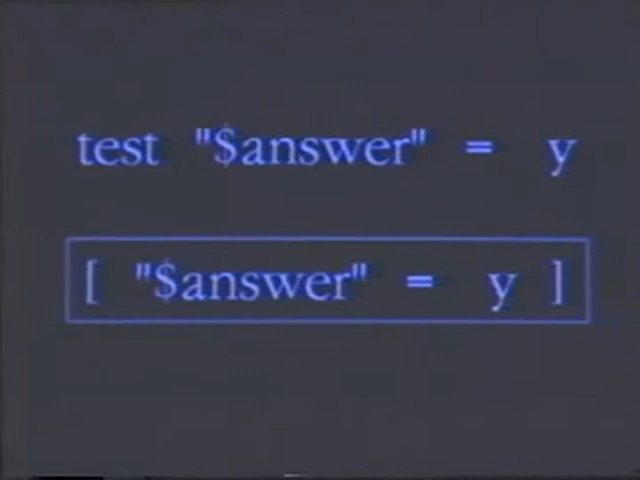 test "$answer" = y
[ "$answer" = y ]